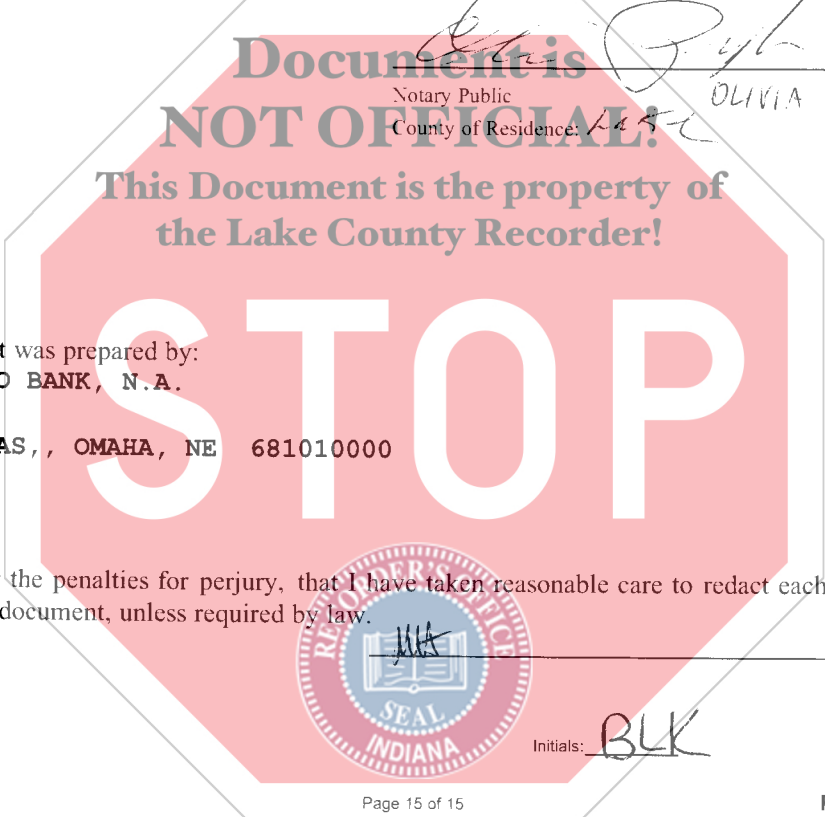 Document is
NOT OFFICIAL!
This Document is the property of
the Lake County Recorder!
Notary Public
OLIVIA
County of Residence: LAKE
STOP
t was prepared by:
O BANK, N.A.
AS,, OMAHA, NE 681010000
the penalties for perjury, that I have taken reasonable care to redact each
document, unless required by law.
RECORDER'S OFFICE
SEAL
INDIANA
Initials: BLK
Page 15 of 15